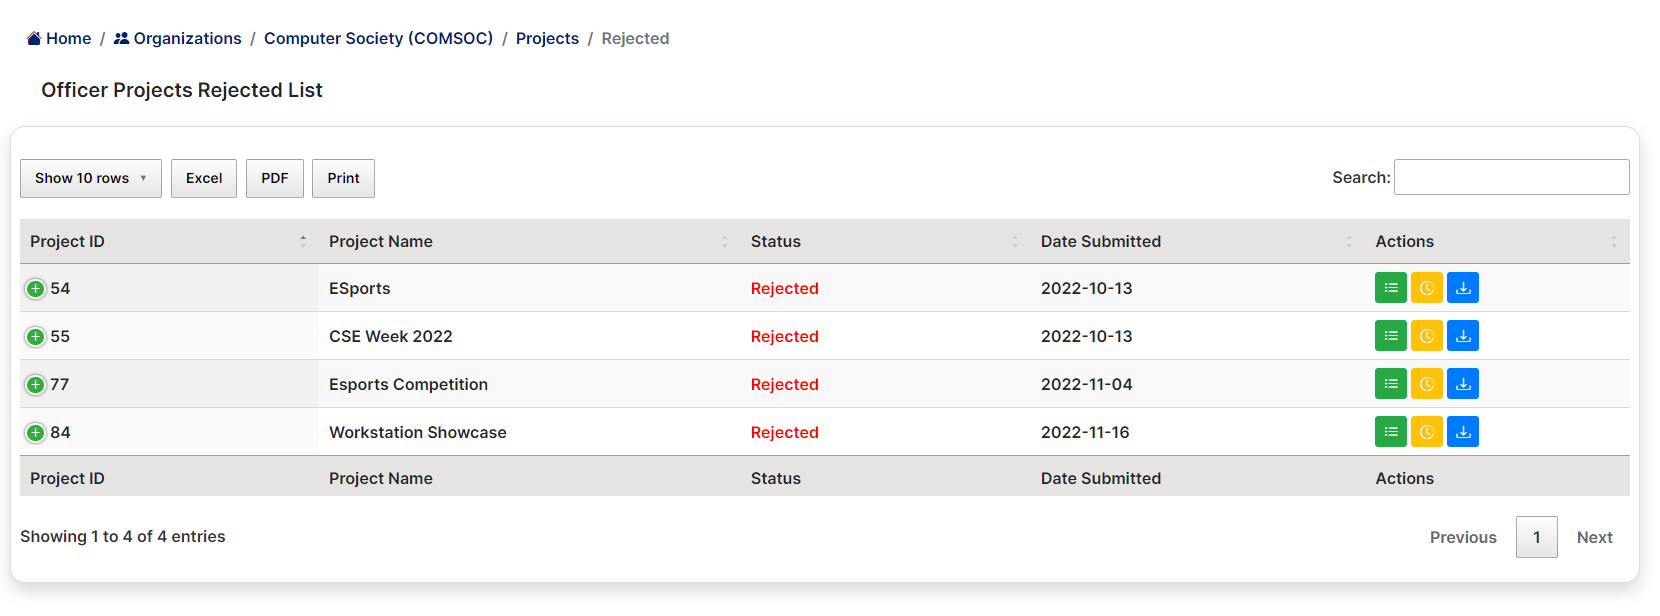 Home / Organizations / Computer Society (COMSOC) / Projects / Rejected
Officer Projects Rejected List
Show 10 rows Excel PDF Print Search:
Project ID Project Name Status Date Submitted Actions
54 ESports Rejected 2022-10-13
55 CSE Week 2022 Rejected 2022-10-13
77 Esports Competition Rejected 2022-11-04
84 Workstation Showcase Rejected 2022-11-16
Project ID Project Name Status Date Submitted Actions
Showing 1 to 4 of 4 entries Previous 1 Next